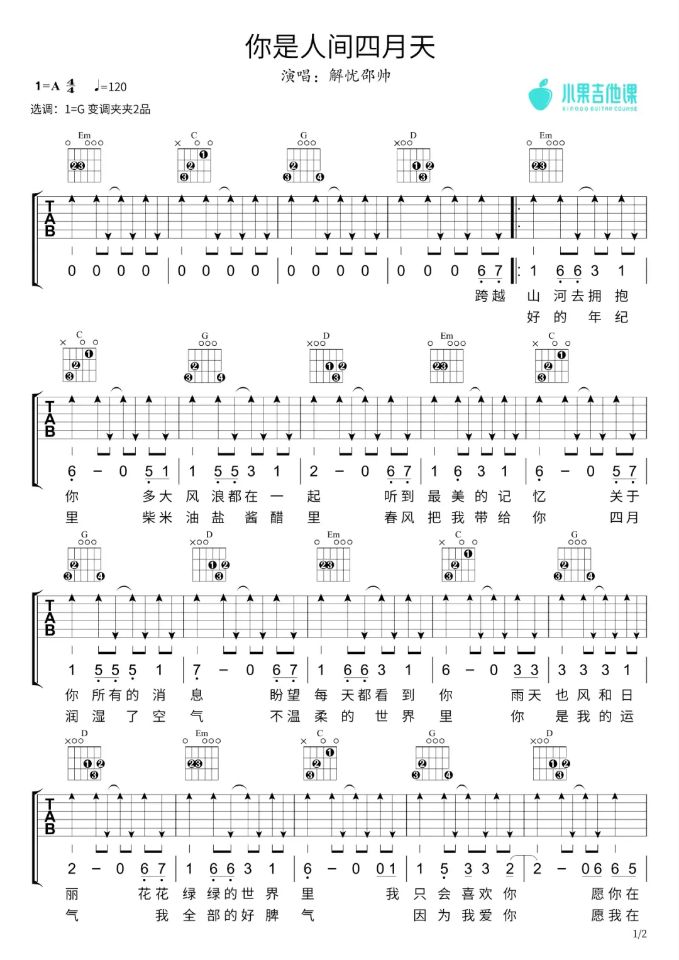 你是人间四月天
演唱：解忧邵帅
1=A 4/4 ♩=120
小果吉他课
XIAOGUO GUITAR COURSE
选调：1=G 变调夹夹2品
Em C G D Em
TAB
0 0 0 0 | 0 0 0 0 | 0 0 0 0 | 0 0 0 6 7 |: 1 6 6 3 1
跨越 山 河去拥抱
好 的 年 纪
C G D Em C
TAB
6 – 0 5 1 | 1 5 5 3 1 | 2 – 0 6 7 | 1 6 3 1 | 6 – 0 5 7
你 多大 风 浪都在 一 起 听到 最 美的记 忆 关于
里 柴米 油 盐 酱醋 里 春风 把 我 带给 你 四月
G D Em C G
TAB
1 5 5 5 1 | 7 – 0 6 7 | 1 6 6 3 1 | 6 – 0 3 3 | 3 3 3 1
你 所有的 消 息 盼望 每 天都看到 你 雨天 也 风和 日
润 湿 了 空 气 不温 柔 的 世 界 里 你 是 我的 运
D Em C G D
TAB
2 – 0 6 7 | 1 6 6 3 1 | 6 – 0 0 1 | 1 5 3 3 2 | 2 – 0 6 6 5
丽 花花 绿 绿的世 界 里 我 只 会 喜欢 你 愿你在
气 我 全 部的好 脾 气 因 为我 爱 你 愿我在
1/2